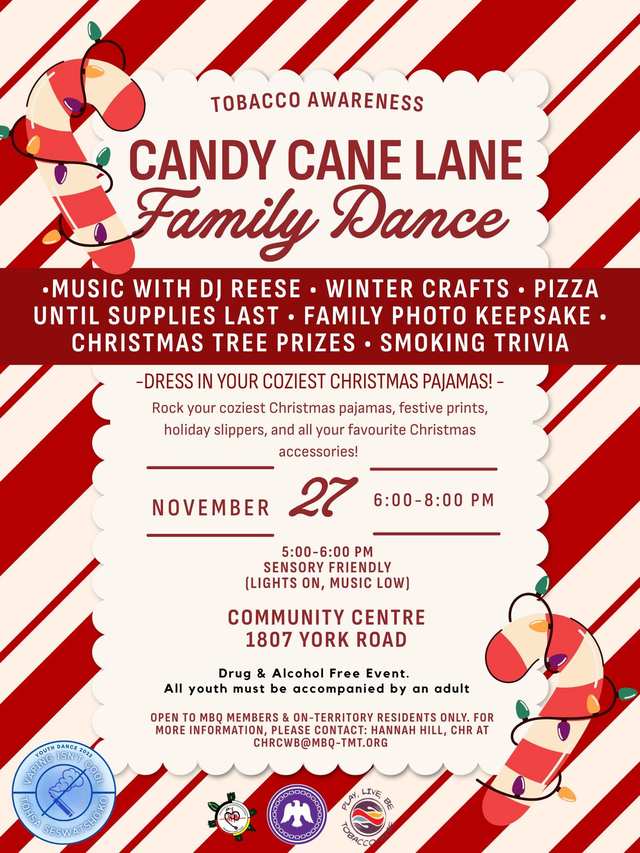 TOBACCO AWARENESS
CANDY CANE LANE
Family Dance
•MUSIC WITH DJ REESE • WINTER CRAFTS • PIZZA
UNTIL SUPPLIES LAST • FAMILY PHOTO KEEPSAKE •
CHRISTMAS TREE PRIZES • SMOKING TRIVIA
-DRESS IN YOUR COZIEST CHRISTMAS PAJAMAS! -
Rock your coziest Christmas pajamas, festive prints,
holiday slippers, and all your favourite Christmas
accessories!
NOVEMBER 27 6:00-8:00 PM
5:00-6:00 PM
SENSORY FRIENDLY
(LIGHTS ON, MUSIC LOW)
COMMUNITY CENTRE
1807 YORK ROAD
Drug & Alcohol Free Event.
All youth must be accompanied by an adult
OPEN TO MBQ MEMBERS & ON-TERRITORY RESIDENTS ONLY. FOR
MORE INFORMATION, PLEASE CONTACT: HANNAH HILL, CHR AT
CHRCWB@MBQ-TMT.ORG
YOUTH DANCE
VAPING ISN'T COOL
PLAY, LIVE, BE